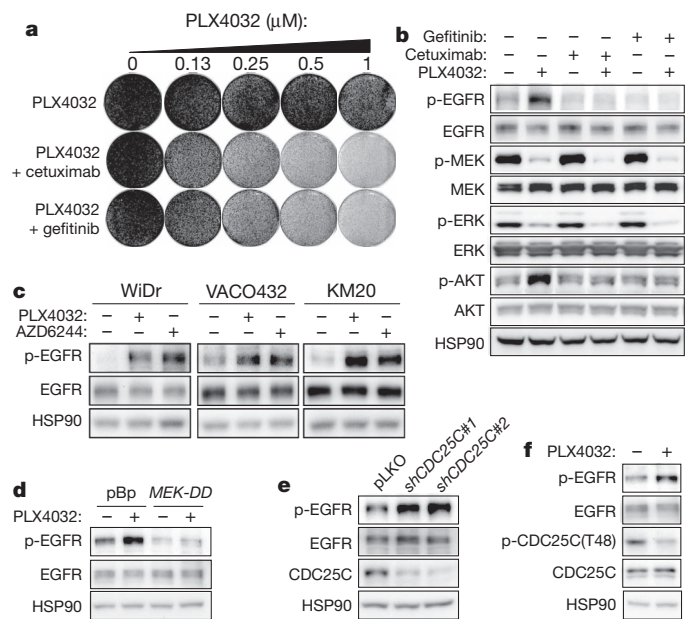 a
PLX4032 (μM):
0 0.13 0.25 0.5 1
PLX4032
PLX4032
+ cetuximab
PLX4032
+ gefitinib
b
Gefitinib: – – – – + +
Cetuximab: – – + + – –
PLX4032: – + – + – +
p-EGFR
EGFR
p-MEK
MEK
p-ERK
ERK
p-AKT
AKT
HSP90
c
WiDr VACO432 KM20
PLX4032: – + – – + – – + –
AZD6244: – – + – – + – – +
p-EGFR
EGFR
HSP90
d
pBp MEK-DD
PLX4032: – + – +
p-EGFR
EGFR
HSP90
e
pLKO shCDC25C#1 shCDC25C#2
p-EGFR
EGFR
CDC25C
HSP90
f
PLX4032: – +
p-EGFR
EGFR
p-CDC25C(T48)
CDC25C
HSP90